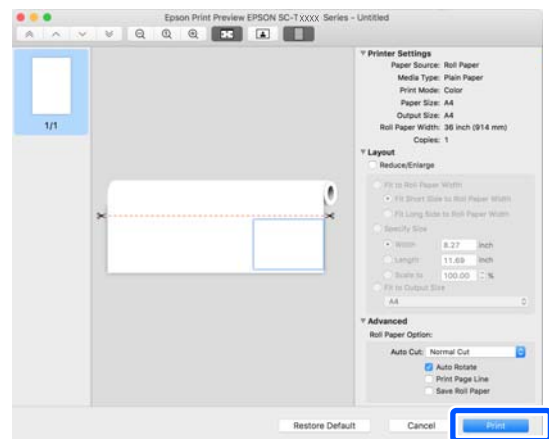 Epson Print Preview EPSON SC-Txxxx Series - Untitled
1/1
Printer Settings
Paper Source: Roll Paper
Media Type: Plain Paper
Print Mode: Color
Paper Size: A4
Output Size: A4
Roll Paper Width: 36 inch (914 mm)
Copies: 1
Layout
Reduce/Enlarge
Fit to Roll Paper Width
Fit Short Side to Roll Paper Width
Fit Long Side to Roll Paper Width
Specify Size
Width 8.27 inch
Length 11.69 inch
Scale to 100.00 %
Fit to Output Size
A4
Advanced
Roll Paper Option:
Auto Cut: Normal Cut
Auto Rotate
Print Page Line
Save Roll Paper
Restore Default Cancel Print